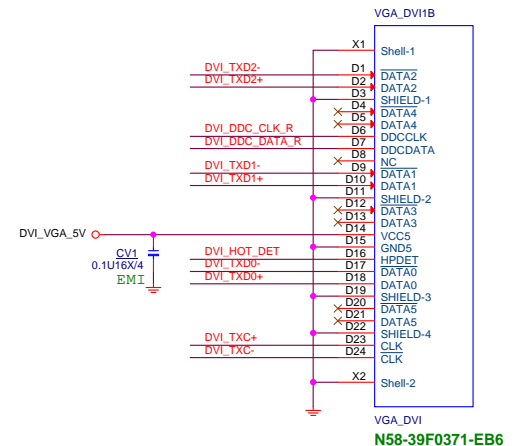 VGA_DVI1B
X1 Shell-1
DVI_TXD2- D1 DATA2
DVI_TXD2+ D2 DATA2
D3 SHIELD-1
D4 DATA4
D5 DATA4
DVI_DDC_CLK_R D6 DDCCLK
DVI_DDC_DATA_R D7 DDCDATA
D8 NC
DVI_TXD1- D9 DATA1
DVI_TXD1+ D10 DATA1
D11 SHIELD-2
D12 DATA3
D13 DATA3
DVI_VGA_5V D14 VCC5
D15 GND5
CV1
0.1U16X/4
EMI
DVI_HOT_DET D16 HPDET
DVI_TXD0- D17 DATA0
DVI_TXD0+ D18 DATA0
D19 SHIELD-3
D20 DATA5
D21 DATA5
D22 SHIELD-4
DVI_TXC+ D23 CLK
DVI_TXC- D24 CLK
X2 Shell-2
VGA_DVI
N58-39F0371-EB6